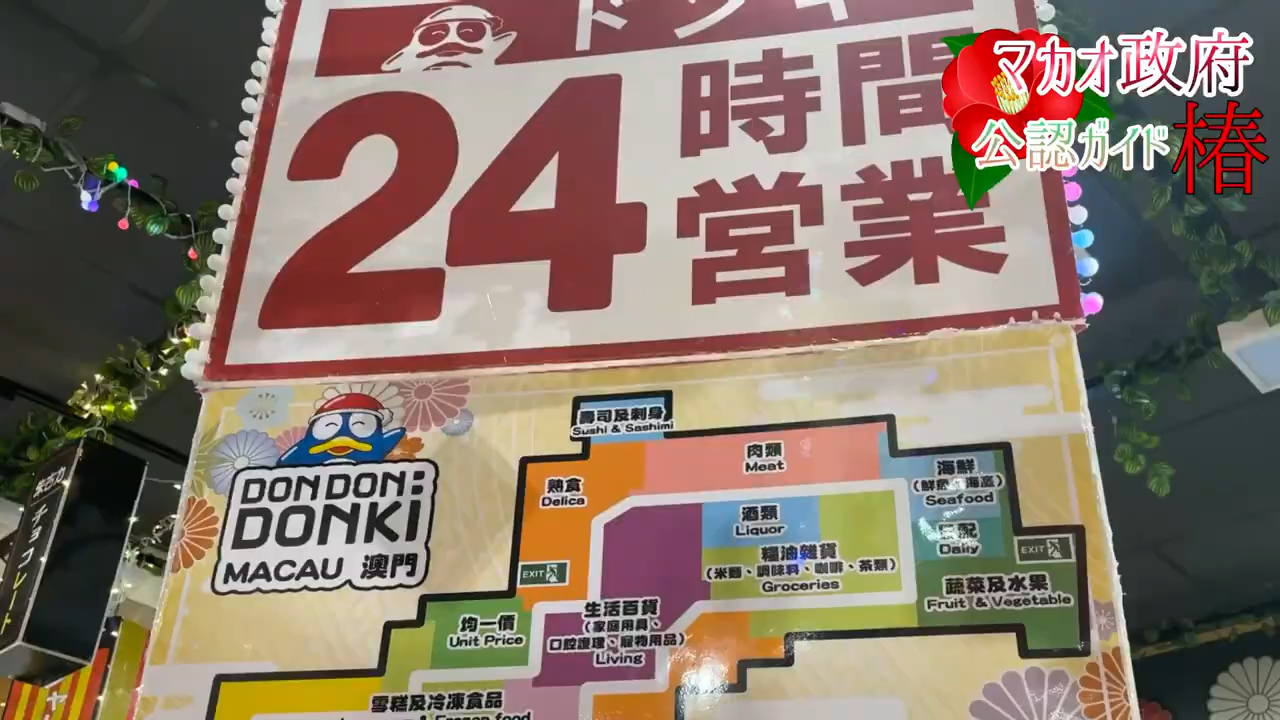 ドンキ
24時間
営業
マカオ政府
公認ガイド椿
DON DON:
DONKI
MACAU 澳門
壽司及刺身
Sushi & Sashimi
肉類
Meat
熟食
Delica
海鮮
Seafood
酒類
Liquor
日配
Daily
EXIT
糧油雜貨
(米麵、調味料、咖啡、茶類)
Groceries
EXIT
蔬菜及水果
Fruit & Vegetable
均一價
Unit Price
生活百貨
(家庭用具、
口腔護理、寵物用品)
Living
雪糕及冷凍食品
& Frozen food
チョコレート